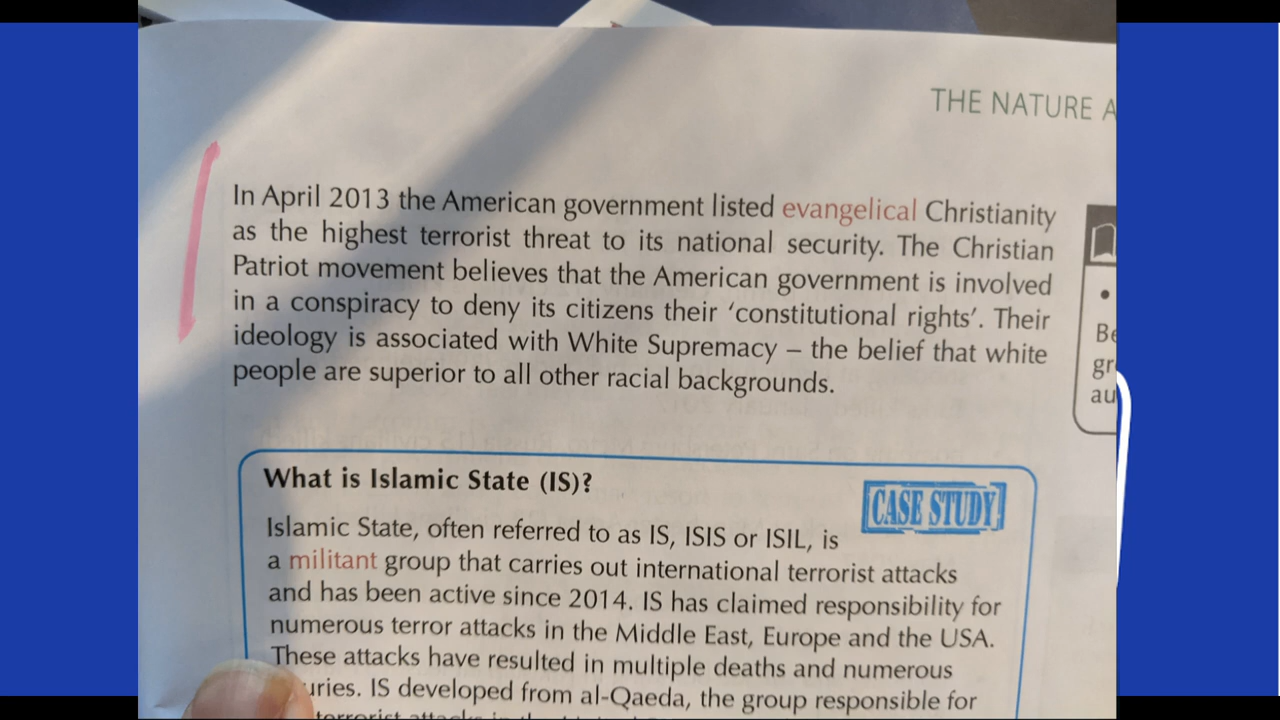 THE NATURE A
In April 2013 the American government listed evangelical Christianity
as the highest terrorist threat to its national security. The Christian
Patriot movement believes that the American government is involved
in a conspiracy to deny its citizens their ‘constitutional rights’. Their
ideology is associated with White Supremacy – the belief that white
people are superior to all other racial backgrounds.
•
Be
gr
au
What is Islamic State (IS)?
CASE STUDY
Islamic State, often referred to as IS, ISIS or ISIL, is
a militant group that carries out international terrorist attacks
and has been active since 2014. IS has claimed responsibility for
numerous terror attacks in the Middle East, Europe and the USA.
These attacks have resulted in multiple deaths and numerous
uries. IS developed from al-Qaeda, the group responsible for